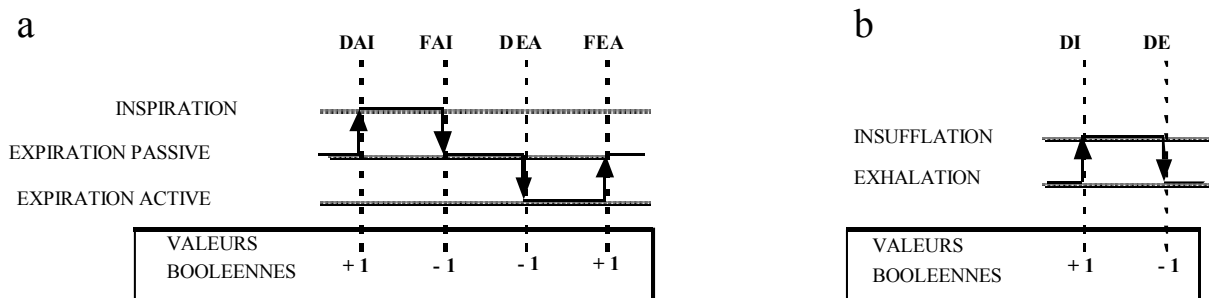 a
DAI FAI DEA FEA
INSPIRATION
EXPIRATION PASSIVE
EXPIRATION ACTIVE
VALEURS
BOOLEENNES
+1 -1 -1 +1
b
DI DE
INSUFFLATION
EXHALATION
VALEURS
BOOLEENNES
+1 -1